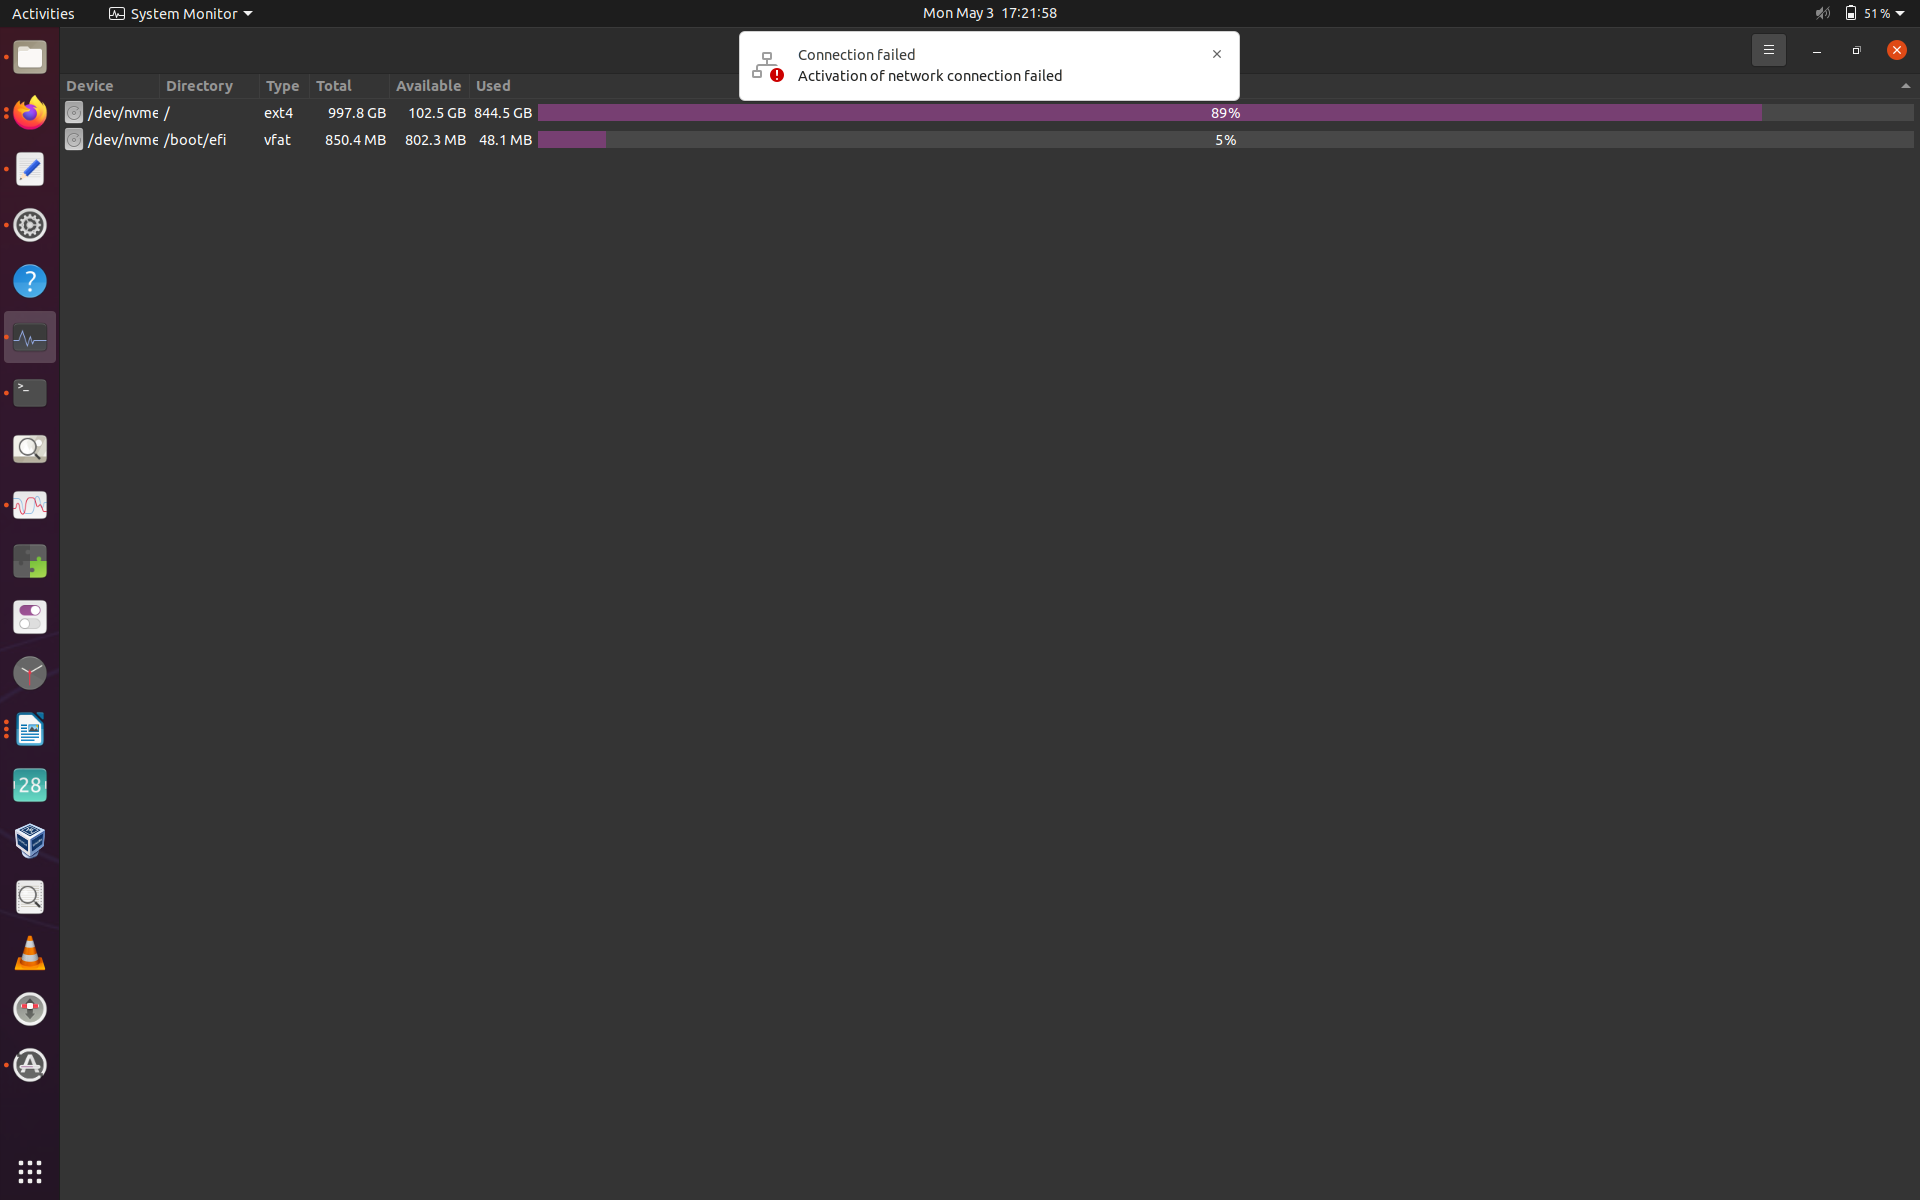 Activities System Monitor Mon May 3 17:21:58 51 %
Connection failed
Activation of network connection failed
Device Directory Type Total Available Used
/dev/nvme / ext4 997.8 GB 102.5 GB 844.5 GB 89%
/dev/nvme /boot/efi vfat 850.4 MB 802.3 MB 48.1 MB 5%
?
>_
28